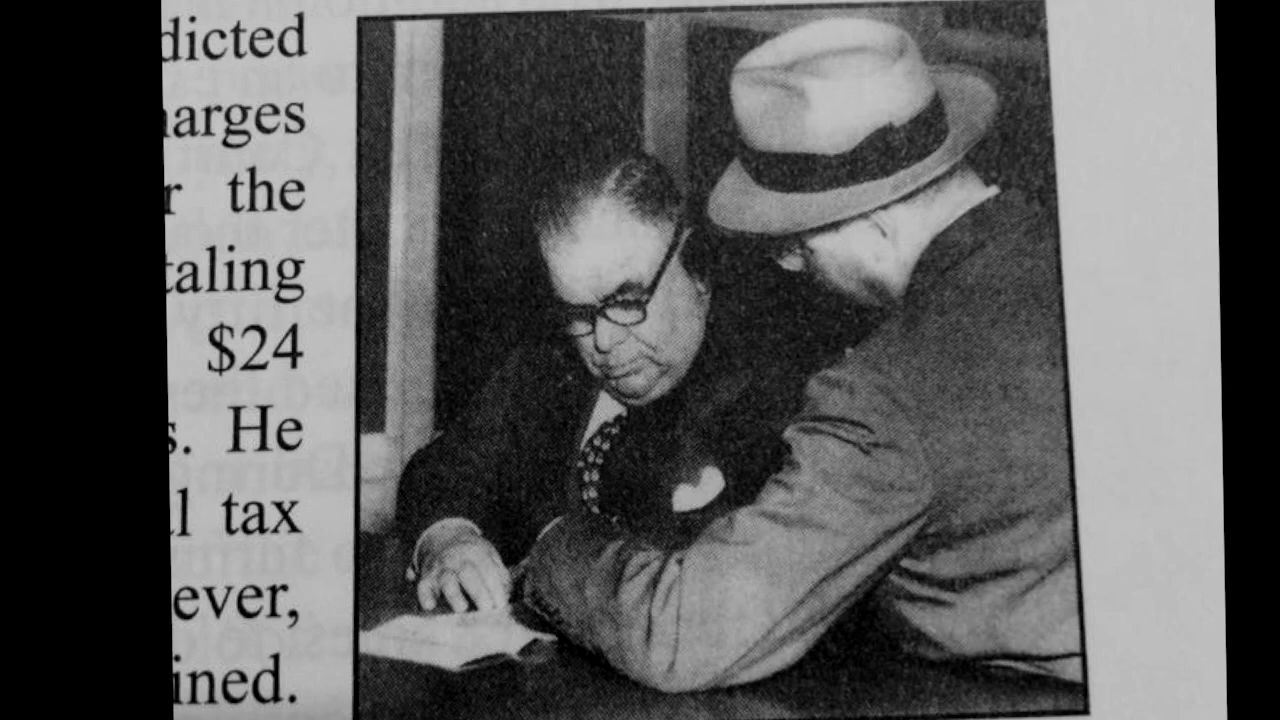 dicted
arges
r the
taling
$24
s. He
l tax
ever,
ined.